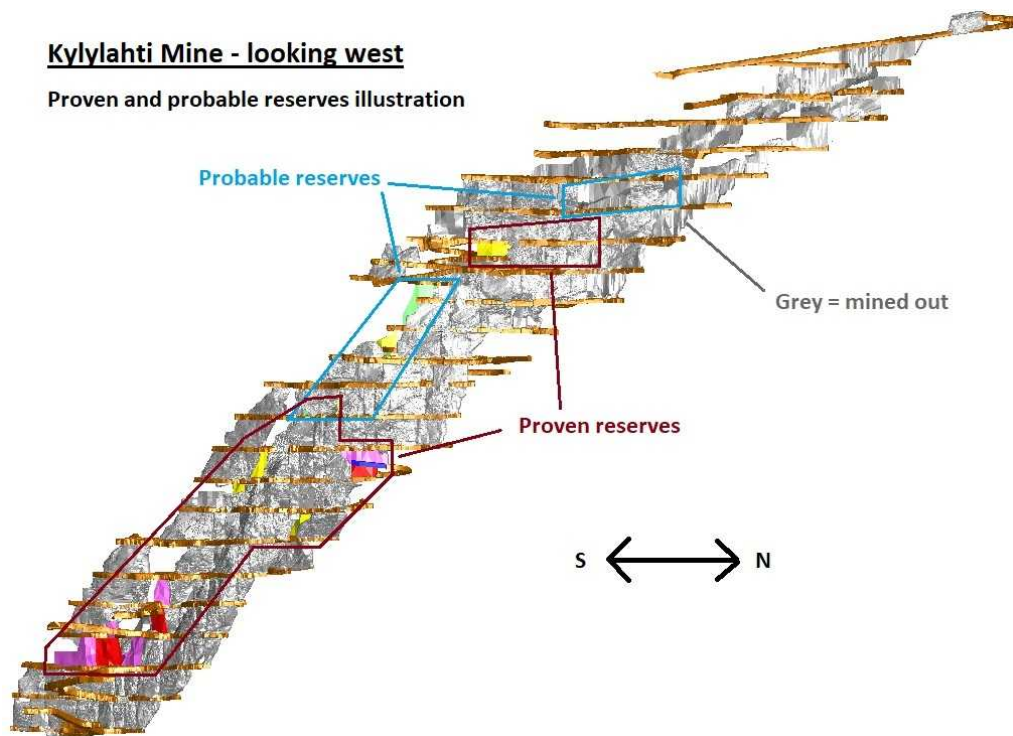 Kylylahti Mine - looking west
Proven and probable reserves illustration
Probable reserves
Grey = mined out
Proven reserves
S
N